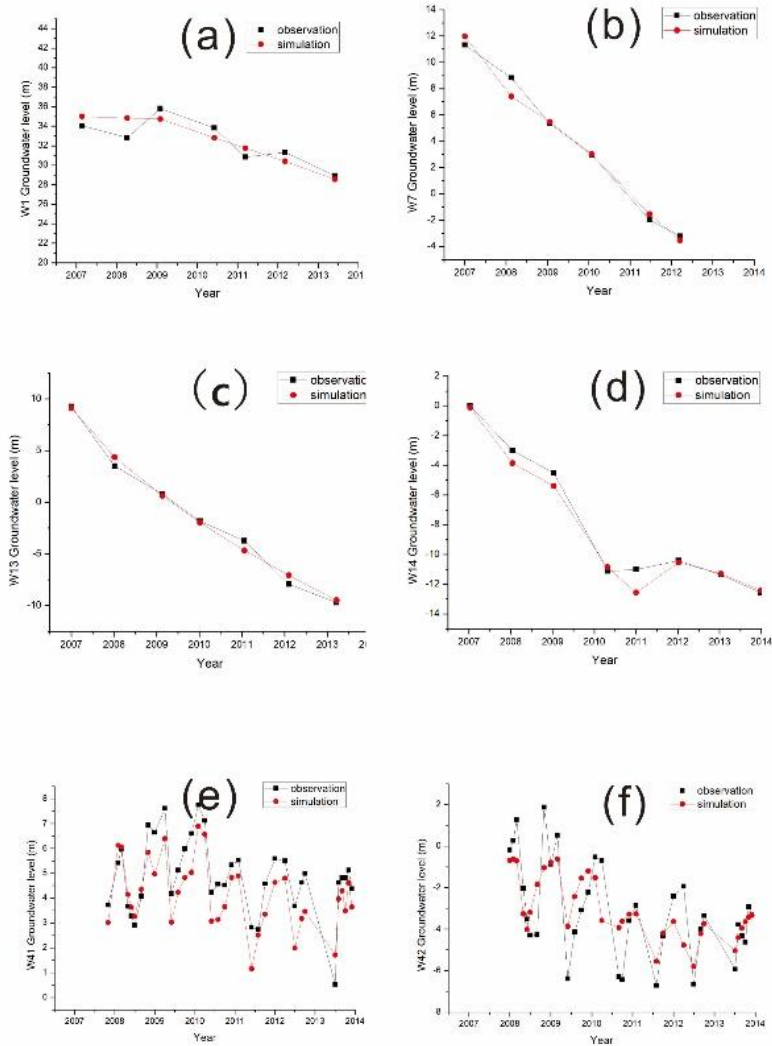 (a)
observation
simulation
W1 Groundwater level (m)
44
42
40
38
36
34
32
30
28
26
24
22
20
2007 2008 2009 2010 2011 2012 2013 201
Year
(b)
observation
simulation
W7 Groundwater level (m)
14
12
10
8
6
4
2
0
-2
-4
2007 2008 2009 2010 2011 2012 2013 2014
Year
(c)
observatic
simulation
W13 Groundwater level (m)
10
5
0
-5
-10
2007 2008 2009 2010 2011 2012 2013
Year
(d)
observation
simulation
W14 Groundwater level (m)
2
0
-2
-4
-6
-8
-10
-12
-14
2007 2008 2009 2010 2011 2012 2013 2014
Year
(e)
observation
simulation
W41 Groundwater level (m)
8
7
6
5
4
3
2
1
0
2007 2008 2009 2010 2011 2012 2013 2014
Year
(f)
observation
simulation
W42 Groundwater level (m)
2
0
-2
-4
-6
-8
2007 2008 2009 2010 2011 2012 2013 2014
Year